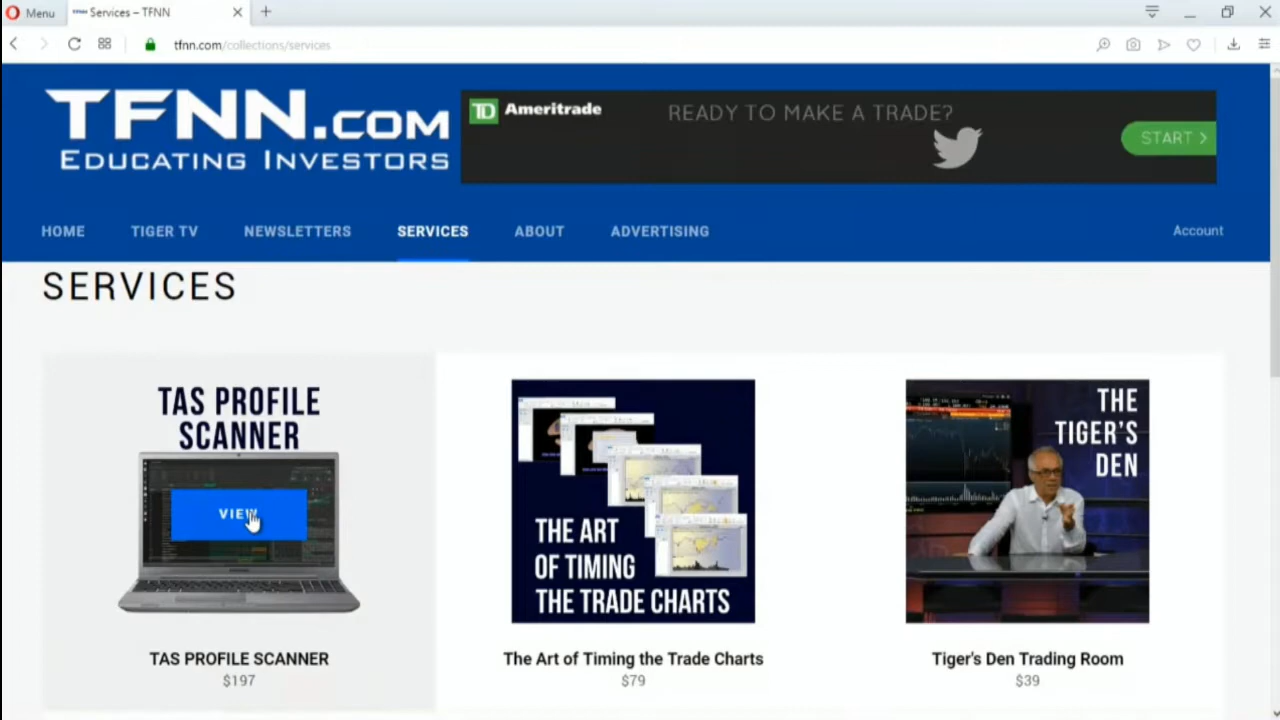 Menu
Services – TFNN
tfnn.com/collections/services
TFNN.COM
EDUCATING INVESTORS
TD Ameritrade
READY TO MAKE A TRADE?
START >
HOME
TIGER TV
NEWSLETTERS
SERVICES
ABOUT
ADVERTISING
Account
SERVICES
TAS PROFILE
SCANNER
VIEW
TAS PROFILE SCANNER
$197
THE ART
OF TIMING
THE TRADE CHARTS
The Art of Timing the Trade Charts
$79
THE
TIGER'S
DEN
Tiger's Den Trading Room
$39